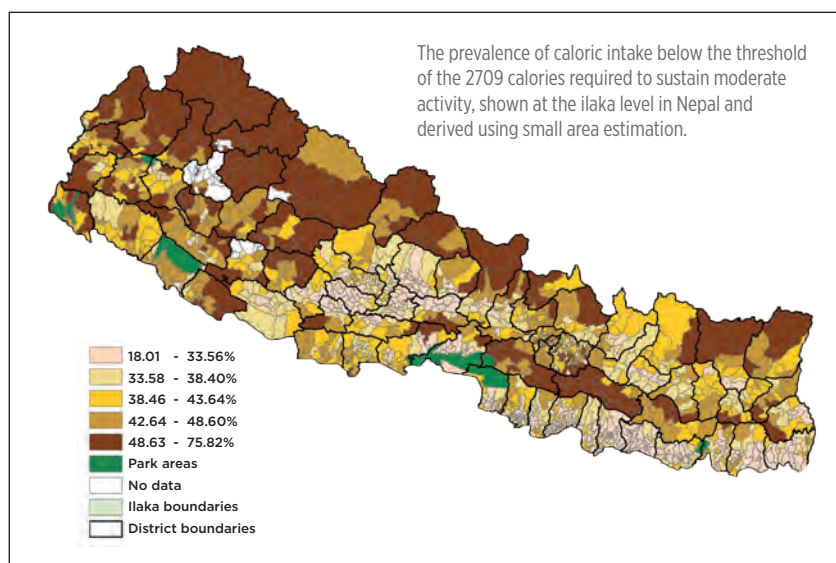 The prevalence of caloric intake below the threshold
of the 2709 calories required to sustain moderate
activity, shown at the ilaka level in Nepal and
derived using small area estimation.
18.01 - 33.56%
33.58 - 38.40%
38.46 - 43.64%
42.64 - 48.60%
48.63 - 75.82%
Park areas
No data
Ilaka boundaries
District boundaries